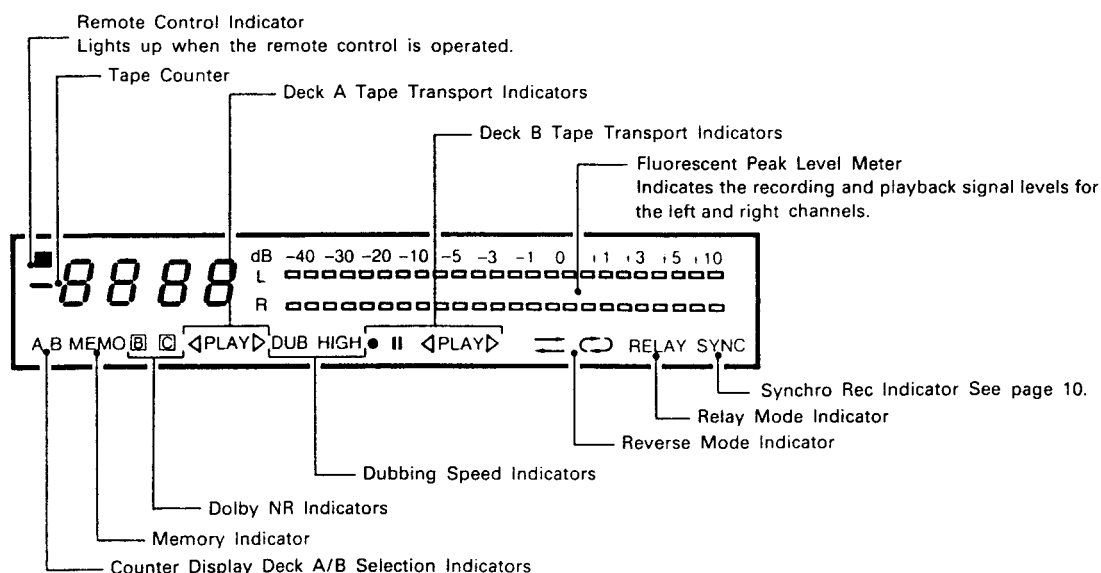 Remote Control Indicator
Lights up when the remote control is operated.
Tape Counter
Deck A Tape Transport Indicators
Deck B Tape Transport Indicators
Fluorescent Peak Level Meter
Indicates the recording and playback signal levels for
the left and right channels.
8888
dB -40 -30 -20 -10 -5 -3 -1 0 +1 +3 +5 +10
L
R
A B MEMO B C ◁PLAY▷ DUB HIGH ● II ◁PLAY▷ RELAY SYNC
Synchro Rec Indicator See page 10.
Relay Mode Indicator
Reverse Mode Indicator
Dubbing Speed Indicators
Dolby NR Indicators
Memory Indicator
Counter Display Deck A/B Selection Indicators